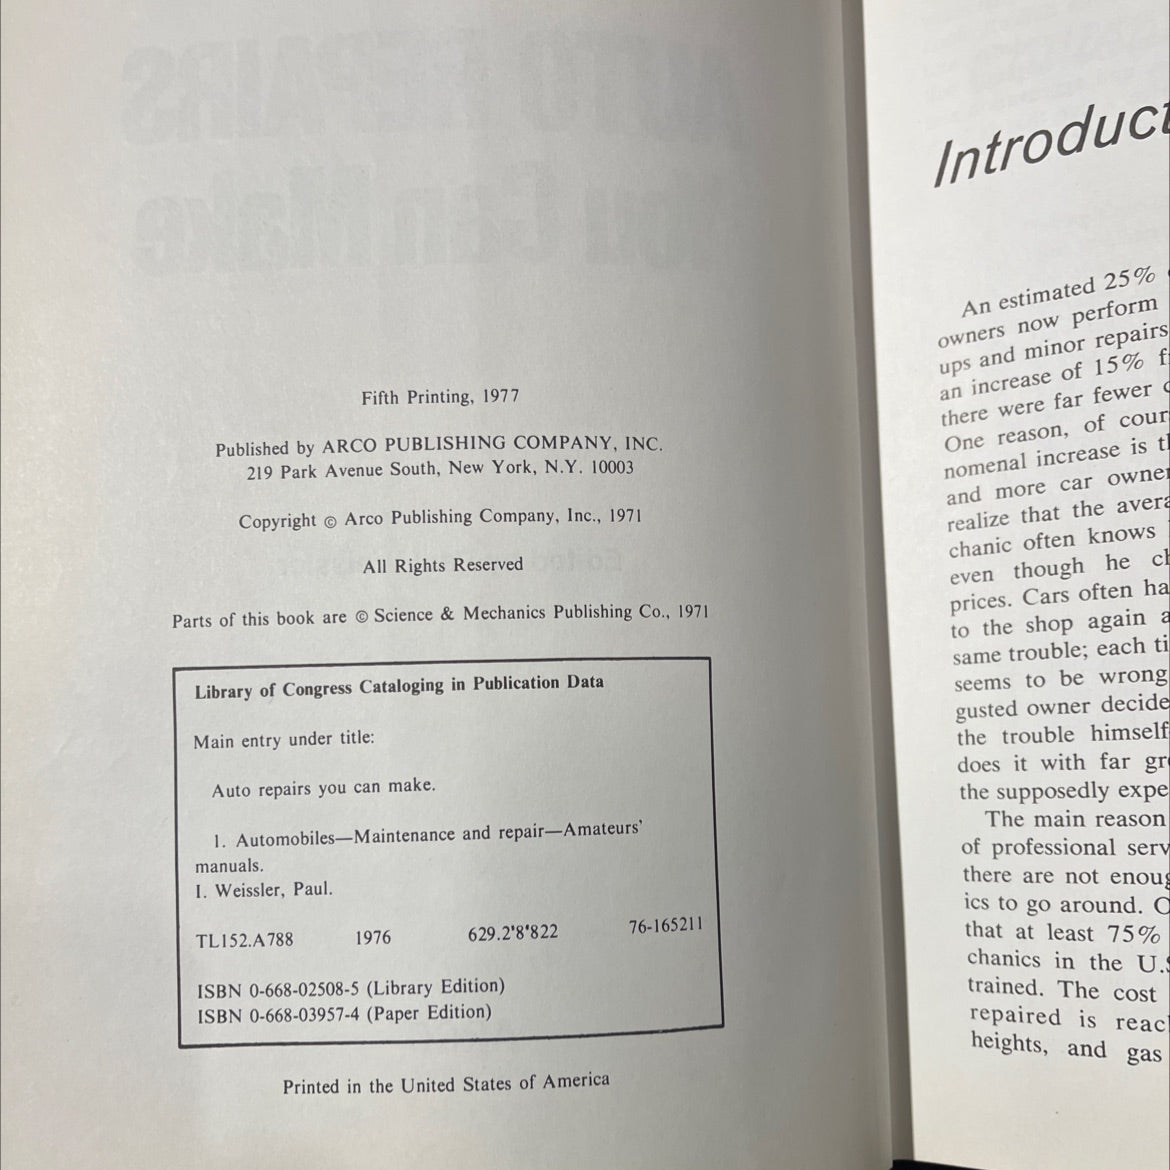 Fifth Printing, 1977
Published by ARCO PUBLISHING COMPANY, INC.
219 Park Avenue South, New York, N.Y. 10003
Copyright © Arco Publishing Company, Inc., 1971
All Rights Reserved
Parts of this book are © Science & Mechanics Publishing Co., 1971
Library of Congress Cataloging in Publication Data
Main entry under title:
Auto repairs you can make.
1. Automobiles—Maintenance and repair—Amateurs'
manuals.
I. Weissler, Paul.
TL152.A788 1976 629.2'8'822 76-165211
ISBN 0-668-02508-5 (Library Edition)
ISBN 0-668-03957-4 (Paper Edition)
Printed in the United States of America
Introduct
An estimated 25%
owners now perform
ups and minor repairs
an increase of 15% f
there were far fewer
One reason, of cour
nomenal increase is t
and more car owner
realize that the avera
chanic often knows
even though he c
prices. Cars often ha
to the shop again a
same trouble; each ti
seems to be wrong
gusted owner decide
the trouble himself
does it with far gr
the supposedly expe
The main reason
of professional serv
there are not enoug
ics to go around. O
that at least 75%
chanics in the U.S
trained. The cost
repaired is reac
heights, and gas